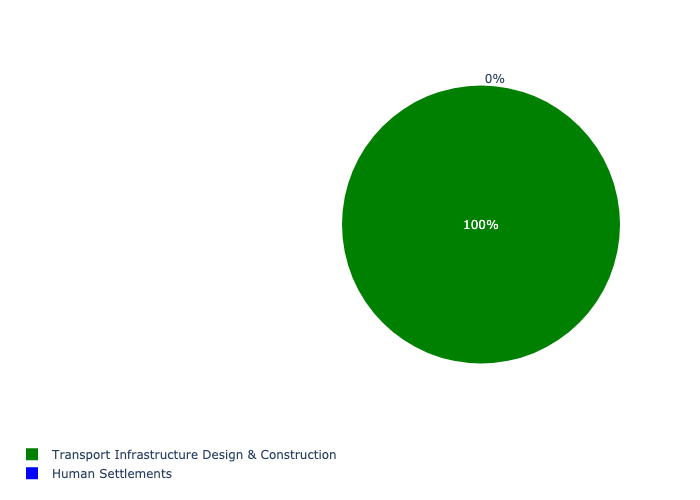 0%
100%
Transport Infrastructure Design & Construction
Human Settlements